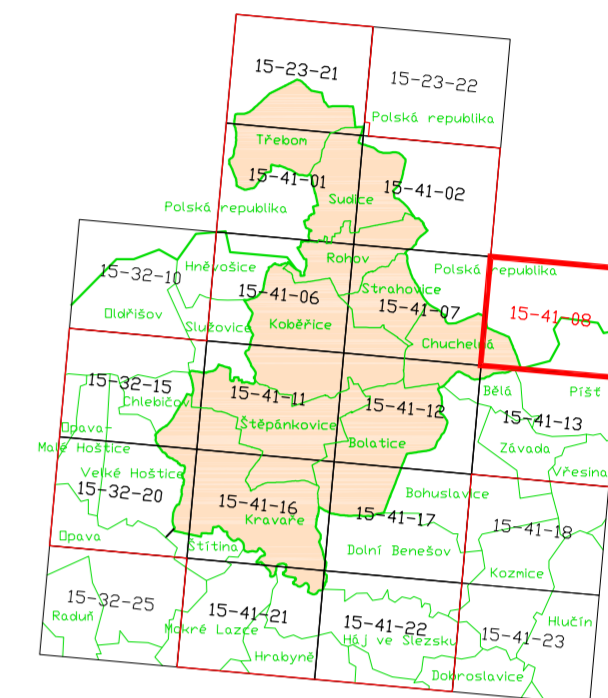 15-23-21
15-23-22
Polská republika
Třebom
15-41-01
15-41-02
Sudice
Polská republika
Rohov
Hněvošice
Polská republika
15-32-10
15-41-06
Strahovice
15-41-07
Oldřišov
15-41-08
Služovice
Koběřice
Chuchelná
15-32-15
15-41-11
Bělá
Píšť
Chlebičov
15-41-12
15-41-13
Opava-
Malé Hoštice
Štěpánkovice
Bolatice
Závada
Velké Hoštice
Vřesina
15-32-20
Bohuslavice
15-41-16
Kravaře
15-41-17
15-41-18
Opava
Štítina
Dolní Benešov
Kozmice
15-32-25
Raduň
15-41-21
Mokré Lazce
15-41-22
Háj ve Slezsku
15-41-23
Hlučín
Hrabyně
Dobroslavice